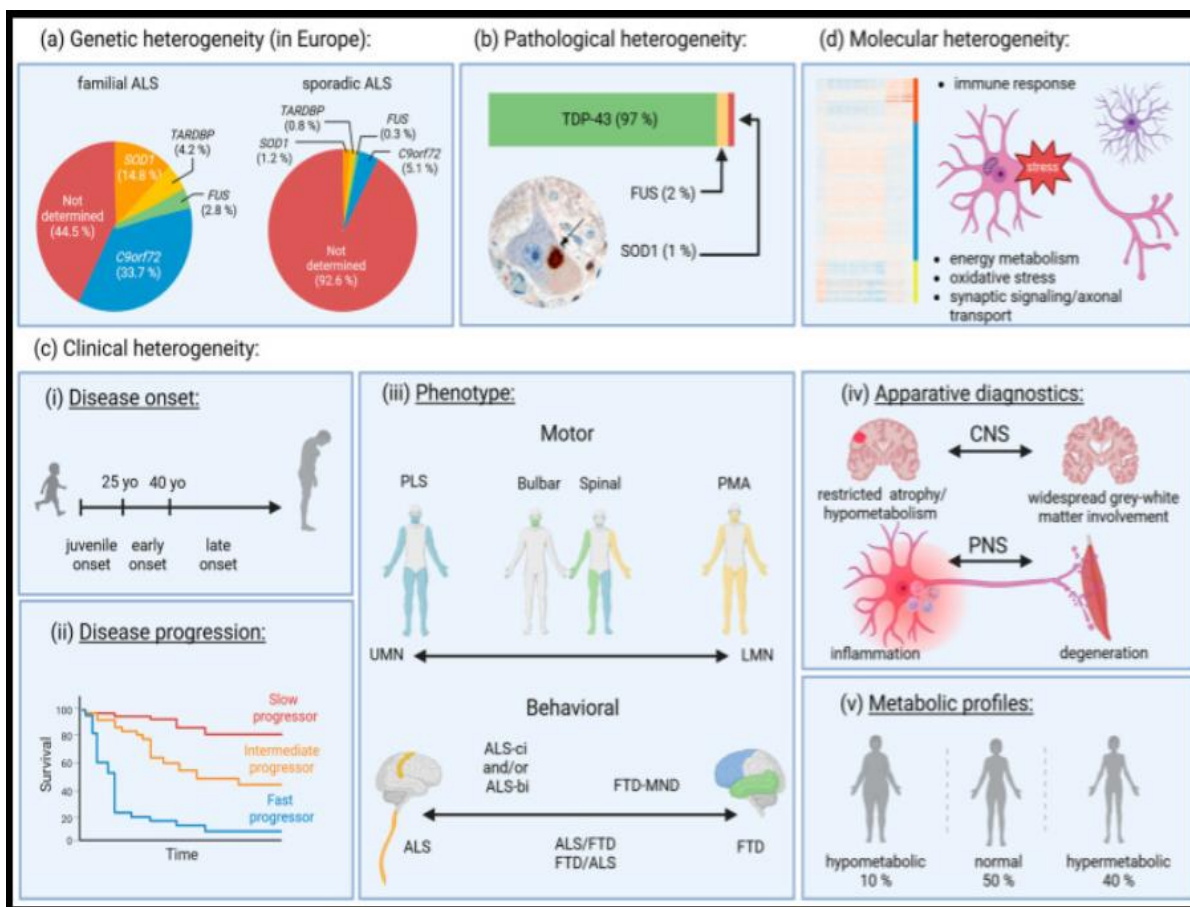 (a) Genetic heterogeneity (in Europe):
familial ALS
SOD1
(14.8 %)
TARDBP
(4.2 %)
FUS
(2.8 %)
Not
determined
(44.5 %)
C9orf72
(33.7 %)
sporadic ALS
TARDBP
(0.8 %)
SOD1
(1.2 %)
FUS
(0.3 %)
C9orf72
(5.1 %)
Not
determined
(92.6 %)
(b) Pathological heterogeneity:
TDP-43 (97 %)
FUS (2 %)
SOD1 (1 %)
(d) Molecular heterogeneity:
• immune response
stress
• energy metabolism
• oxidative stress
• synaptic signaling/axonal
transport
(c) Clinical heterogeneity:
(i) Disease onset:
25 yo 40 yo
juvenile
onset
early
onset
late
onset
(ii) Disease progression:
Survival
100
80
60
40
20
0
Slow
progressor
Intermediate
progressor
Fast
progressor
Time
(iii) Phenotype:
Motor
PLS
Bulbar
Spinal
PMA
UMN
LMN
Behavioral
ALS-ci
and/or
ALS-bi
FTD-MND
ALS
ALS/FTD
FTD/ALS
FTD
(iv) Apparative diagnostics:
CNS
restricted atrophy/
hypometabolism
widespread grey-white
matter involvement
PNS
inflammation
degeneration
(v) Metabolic profiles:
hypometabolic
10 %
normal
50 %
hypermetabolic
40 %